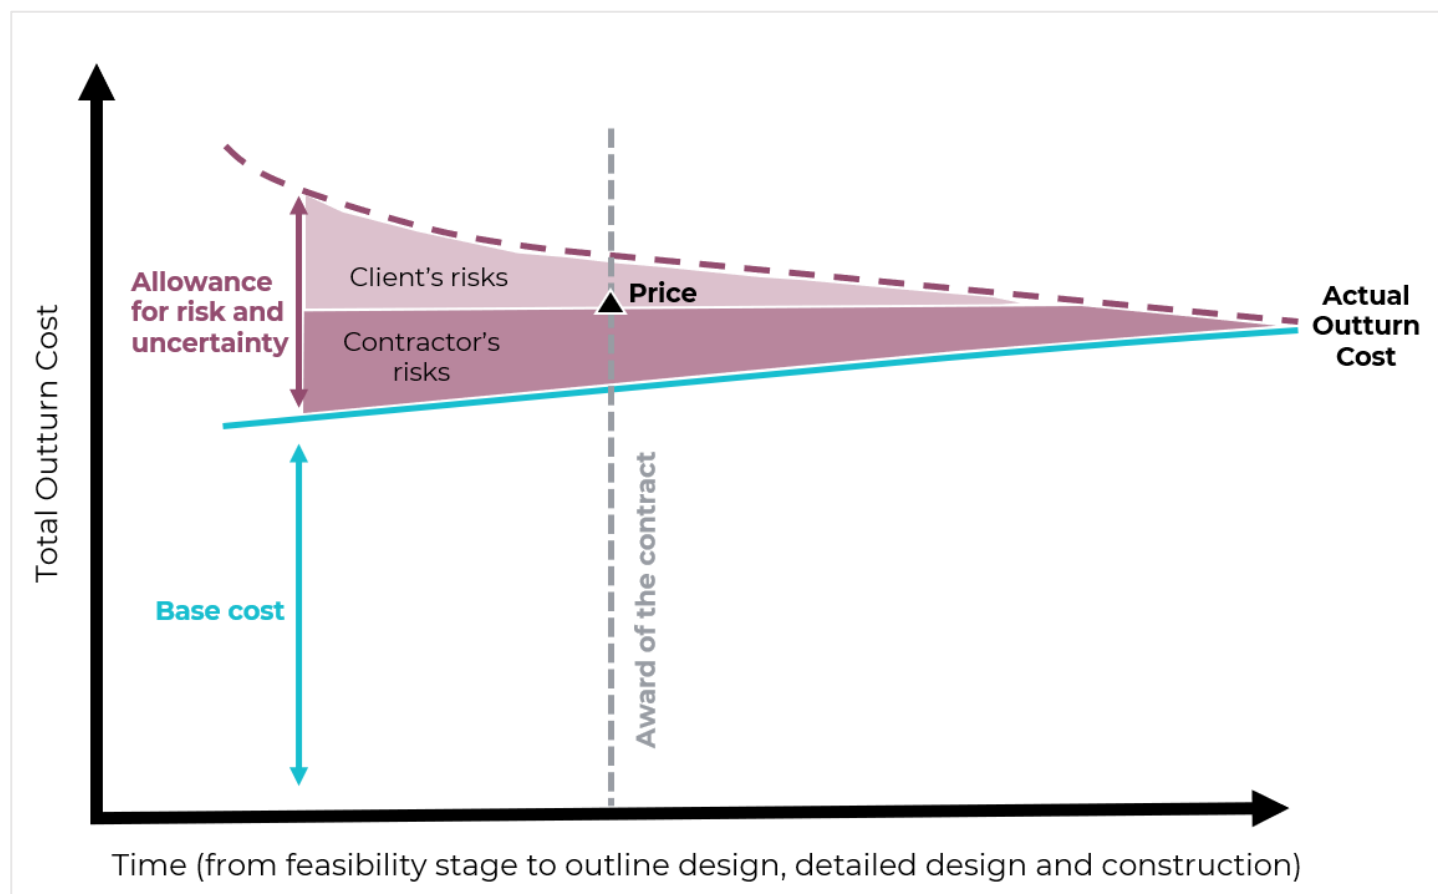 Total Outturn Cost
Allowance
for risk and
uncertainty
Client's risks
Contractor's
risks
Price
Actual
Outturn
Cost
Base cost
Award of the contract
Time (from feasibility stage to outline design, detailed design and construction)